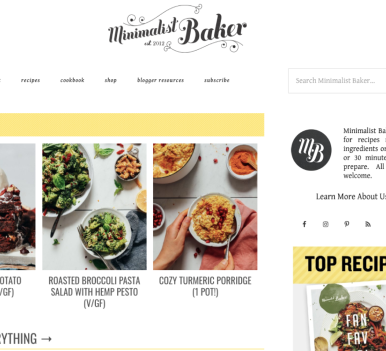 Minimalist Baker
est. 2012
recipes cookbook shop blogger resources subscribe
Search Minimalist Baker...
MB
Minimalist Ba
for recipes
ingredients o
or 30 minute
prepare. All
welcome.
Learn More About U
OTATO
/GF)
ROASTED BROCCOLI PASTA
SALAD WITH HEMP PESTO
(V/GF)
COZY TURMERIC PORRIDGE
(1 POT!)
YTHING →
TOP RECIP
FAN
FAV